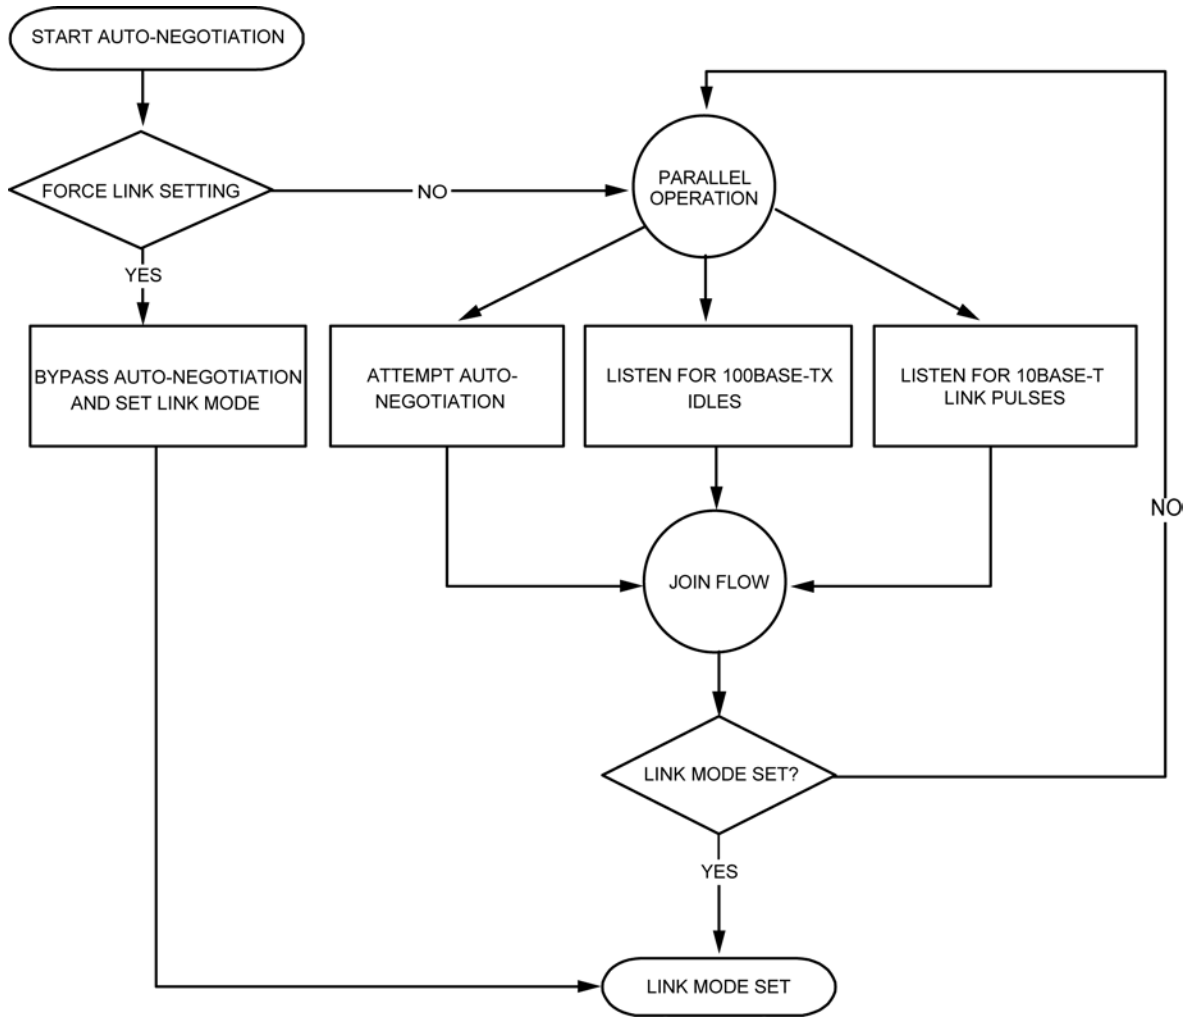 START AUTO-NEGOTIATION
FORCE LINK SETTING
NO
PARALLEL
OPERATION
YES
BYPASS AUTO-NEGOTIATION
AND SET LINK MODE
ATTEMPT AUTO-
NEGOTIATION
LISTEN FOR 100BASE-TX
IDLES
LISTEN FOR 10BASE-T
LINK PULSES
NO
JOIN FLOW
LINK MODE SET?
YES
LINK MODE SET